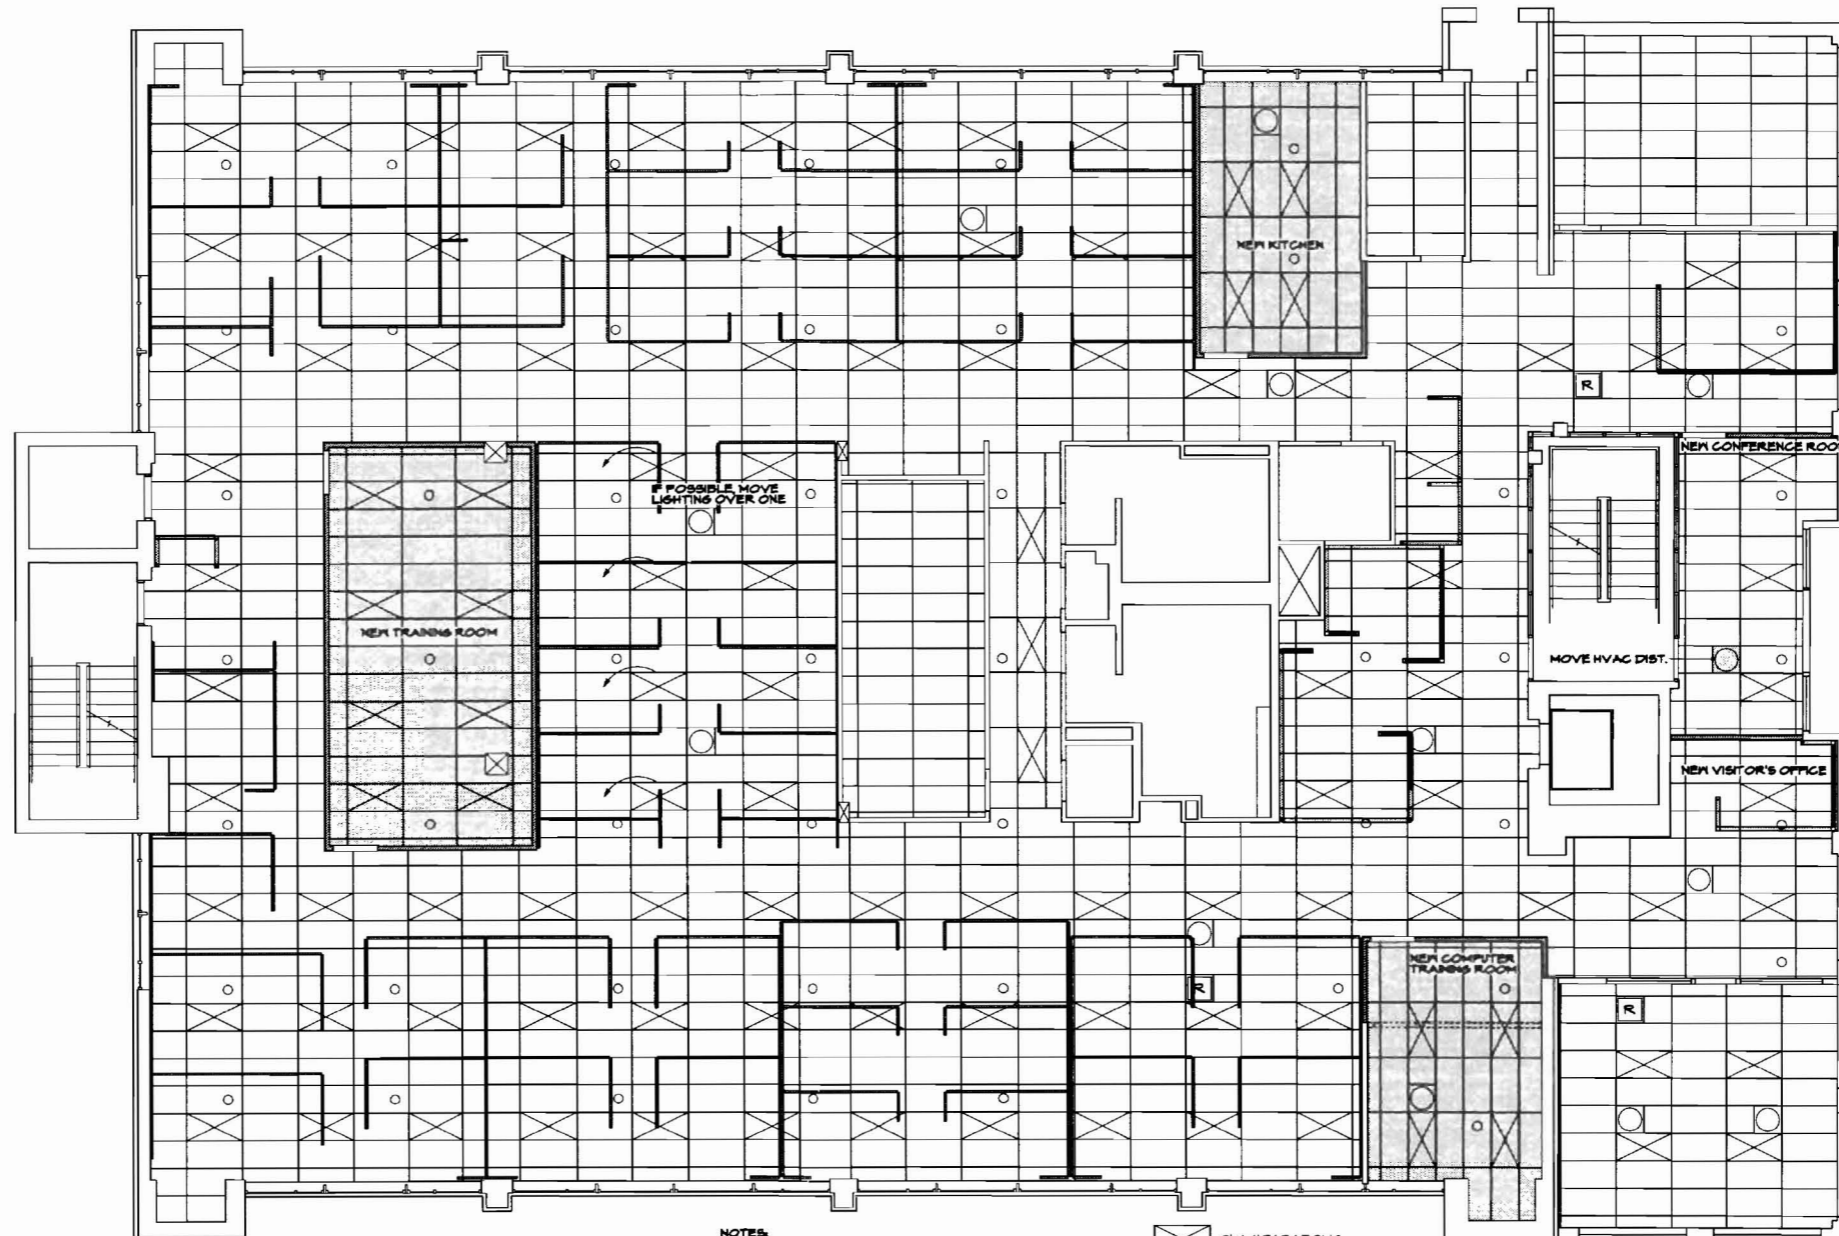 NEW KITCHEN
R
NEW CONFERENCE ROO
IF POSSIBLE, MOVE
LIGHTING OVER ONE
NEW TRAINING ROOM
MOVE HVAC DIST.
NEW VISITOR'S OFFICE
NEW COMPUTER
TRAINING ROOM
R
R
NOTES: